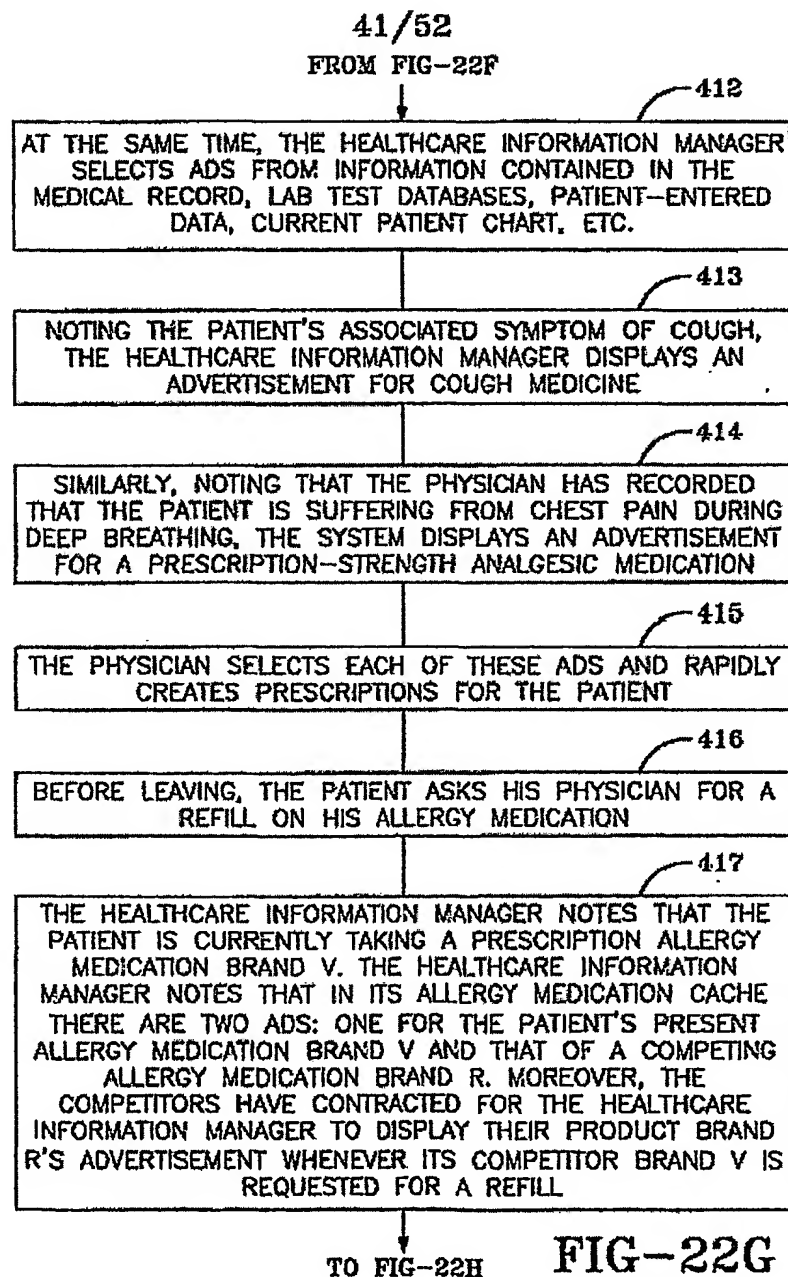 41/52
FROM FIG-22F
412
AT THE SAME TIME, THE HEALTHCARE INFORMATION MANAGER
SELECTS ADS FROM INFORMATION CONTAINED IN THE
MEDICAL RECORD, LAB TEST DATABASES, PATIENT-ENTERED
DATA, CURRENT PATIENT CHART, ETC.
413
NOTING THE PATIENT'S ASSOCIATED SYMPTOM OF COUGH,
THE HEALTHCARE INFORMATION MANAGER DISPLAYS AN
ADVERTISEMENT FOR COUGH MEDICINE
414
SIMILARLY, NOTING THAT THE PHYSICIAN HAS RECORDED
THAT THE PATIENT IS SUFFERING FROM CHEST PAIN DURING
DEEP BREATHING, THE SYSTEM DISPLAYS AN ADVERTISEMENT
FOR A PRESCRIPTION-STRENGTH ANALGESIC MEDICATION
415
THE PHYSICIAN SELECTS EACH OF THESE ADS AND RAPIDLY
CREATES PRESCRIPTIONS FOR THE PATIENT
416
BEFORE LEAVING, THE PATIENT ASKS HIS PHYSICIAN FOR A
REFILL ON HIS ALLERGY MEDICATION
417
THE HEALTHCARE INFORMATION MANAGER NOTES THAT THE
PATIENT IS CURRENTLY TAKING A PRESCRIPTION ALLERGY
MEDICATION BRAND V. THE HEALTHCARE INFORMATION
MANAGER NOTES THAT IN ITS ALLERGY MEDICATION CACHE
THERE ARE TWO ADS: ONE FOR THE PATIENT'S PRESENT
ALLERGY MEDICATION BRAND V AND THAT OF A COMPETING
ALLERGY MEDICATION BRAND R. MOREOVER, THE
COMPETITORS HAVE CONTRACTED FOR THE HEALTHCARE
INFORMATION MANAGER TO DISPLAY THEIR PRODUCT BRAND
R'S ADVERTISEMENT WHENEVER ITS COMPETITOR BRAND V IS
REQUESTED FOR A REFILL
TO FIG-22H
FIG-22G